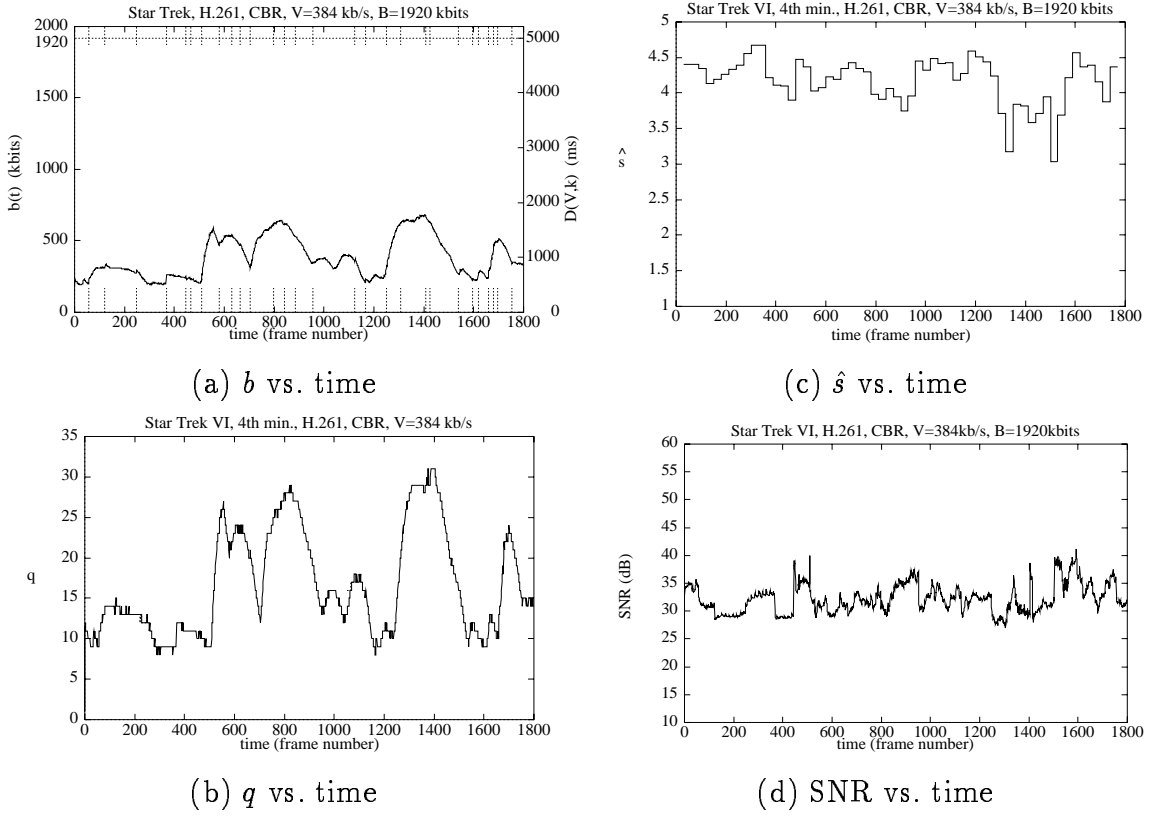 Star Trek, H.261, CBR, V=384 kb/s, B=1920 kbits
2000
1920
1500
1000
500
0
b(t) (kbits)
5000
4000
3000
2000
1000
0
D(V,k) (ms)
0 200 400 600 800 1000 1200 1400 1600 1800
time (frame number)
(a) b vs. time
Star Trek VI, 4th min., H.261, CBR, V=384 kb/s, B=1920 kbits
5
4.5
4
3.5
3
2.5
2
1.5
1
ŝ
0 200 400 600 800 1000 1200 1400 1600 1800
time (frame number)
(c) ŝ vs. time
Star Trek VI, 4th min., H.261, CBR, V=384 kb/s
35
30
25
20
15
10
5
0
q
0 200 400 600 800 1000 1200 1400 1600 1800
time (frame number)
(b) q vs. time
Star Trek VI, H.261, CBR, V=384kb/s, B=1920kbits
60
55
50
45
40
35
30
25
20
15
10
SNR (dB)
0 200 400 600 800 1000 1200 1400 1600 1800
time (frame number)
(d) SNR vs. time